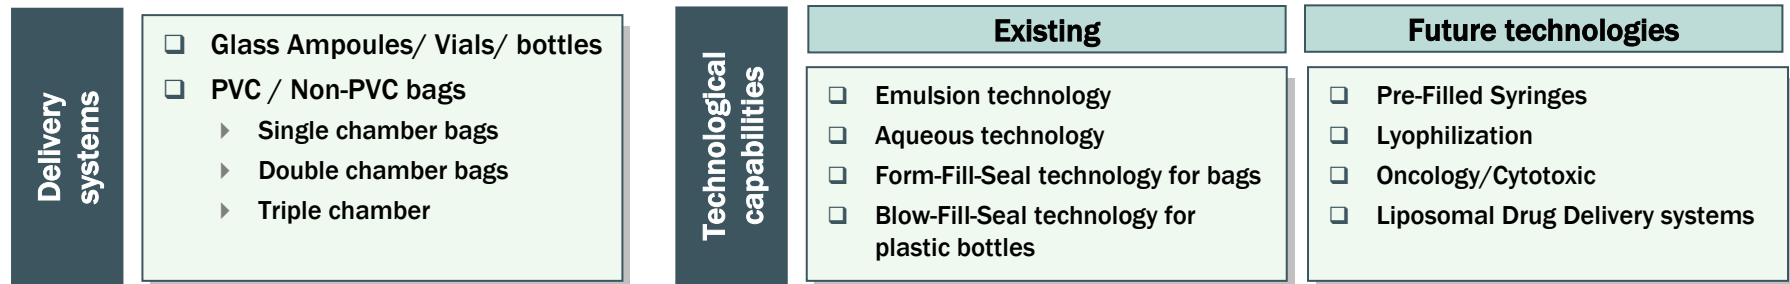 Delivery
systems
Glass Ampoules/ Vials/ bottles
PVC / Non-PVC bags
Single chamber bags
Double chamber bags
Triple chamber
Technological
capabilities
Existing
Emulsion technology
Aqueous technology
Form-Fill-Seal technology for bags
Blow-Fill-Seal technology for
plastic bottles
Future technologies
Pre-Filled Syringes
Lyophilization
Oncology/Cytotoxic
Liposomal Drug Delivery systems